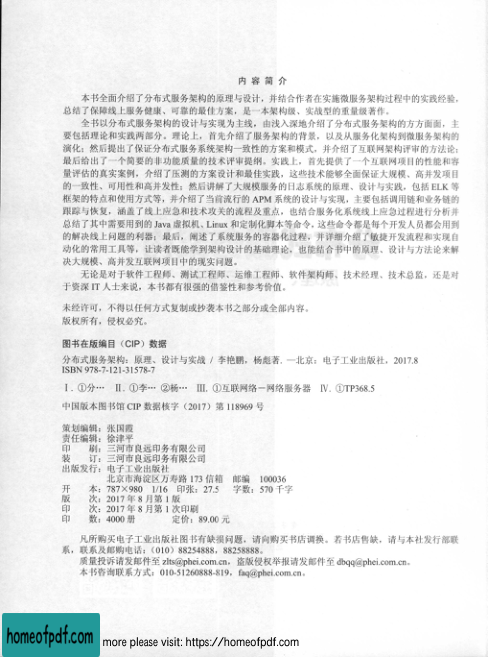 内 容 简 介
本书全面介绍了分布式服务架构的原理与设计，并结合作者在实施微服务架构过程中的实践经验，
总结了保障线上服务健康、可靠的最佳方案，是一本架构级、实战型的重量级著作。
全书以分布式服务架构的设计与实现为主线，由浅入深地介绍了分布式服务架构的方方面面，主
要包括理论和实践两部分。理论上，首先介绍了服务架构的背景，以及从服务化架构到微服务架构的
演化；然后提出了保证分布式服务系统架构一致性的方案和模式，并介绍了互联网架构评审的方法论；
最后给出了一个简要的非功能质量的技术评审提纲。实践上，首先提供了一个互联网项目的性能和容
量评估的真实案例，介绍了压测的方案设计和最佳实践，这些技术能够全面保证大规模、高并发项目
的一致性、可用性和高并发性；然后讲解了大规模服务的日志系统的原理、设计与实践，包括 ELK 等
框架的特点和使用方式等，并介绍了当前流行的 APM 系统的设计与实现，主要包括调用链和业务链的
跟踪与恢复，涵盖了线上应急和技术攻关的流程及重点，也结合服务化系统线上应急过程进行分析并
总结了其中需要用到的 Java 虚拟机、Linux 和定制化脚本等命令，这些命令都是每个开发人员都会用到
的解决线上问题的利器；最后，阐述了系统服务的容器化过程，并详细介绍了敏捷开发流程和实现自
动化的常用工具等，让读者既能学到架构设计的基础理论，也能结合书中的原理、设计与方法论来解
决大规模、高并发互联网项目中的现实问题。
无论是对于软件工程师、测试工程师、运维工程师、软件架构师、技术经理、技术总监，还是对
于资深 IT 人士来说，本书都有很强的借鉴性和参考价值。
未经许可，不得以任何方式复制或抄袭本书之部分或全部内容。
版权所有，侵权必究。
图书在版编目（CIP）数据
分布式服务架构：原理、设计与实战 / 李艳鹏，杨彪著. —北京：电子工业出版社，2017.8
ISBN 978-7-121-31578-7
Ⅰ. ①分… Ⅱ. ①李… ②杨… Ⅲ. ①互联网络－网络服务器 Ⅳ. ①TP368.5
中国版本图书馆 CIP 数据核字（2017）第 118969 号
策划编辑：张国霞
责任编辑：徐津平
印 刷：三河市良远印务有限公司
装 订：三河市良远印务有限公司
出版发行：电子工业出版社
北京市海淀区万寿路 173 信箱 邮编 100036
开 本：787×980 1/16 印张：27.5 字数：570 千字
版 次：2017 年 8 月第 1 版
印 次：2017 年 8 月第 1 次印刷
印 数：4000 册 定价：89.00 元
凡所购买电子工业出版社图书有缺损问题，请向购买书店调换。若书店售缺，请与本社发行部联
系，联系及邮购电话：（010）88254888，88258888。
质量投诉请发邮件至 zlts@phei.com.cn，盗版侵权举报请发邮件至 dbqq@phei.com.cn。
本书咨询联系方式：010-51260888-819，faq@phei.com.cn。
homeofpdf.com
more please visit: https://homeofpdf.com